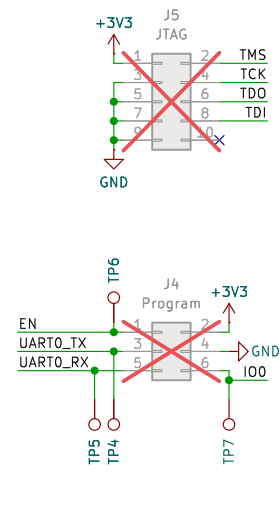 J5
+3V3
JTAG
1 2 TMS
3 4 TCK
5 6 TDO
7 8 TDI
9 10
GND
TP6
J4
Program
+3V3
EN 1 2
UART0_TX 3 4 GND
UART0_RX 5 6
IO0
TP5
TP4
TP7